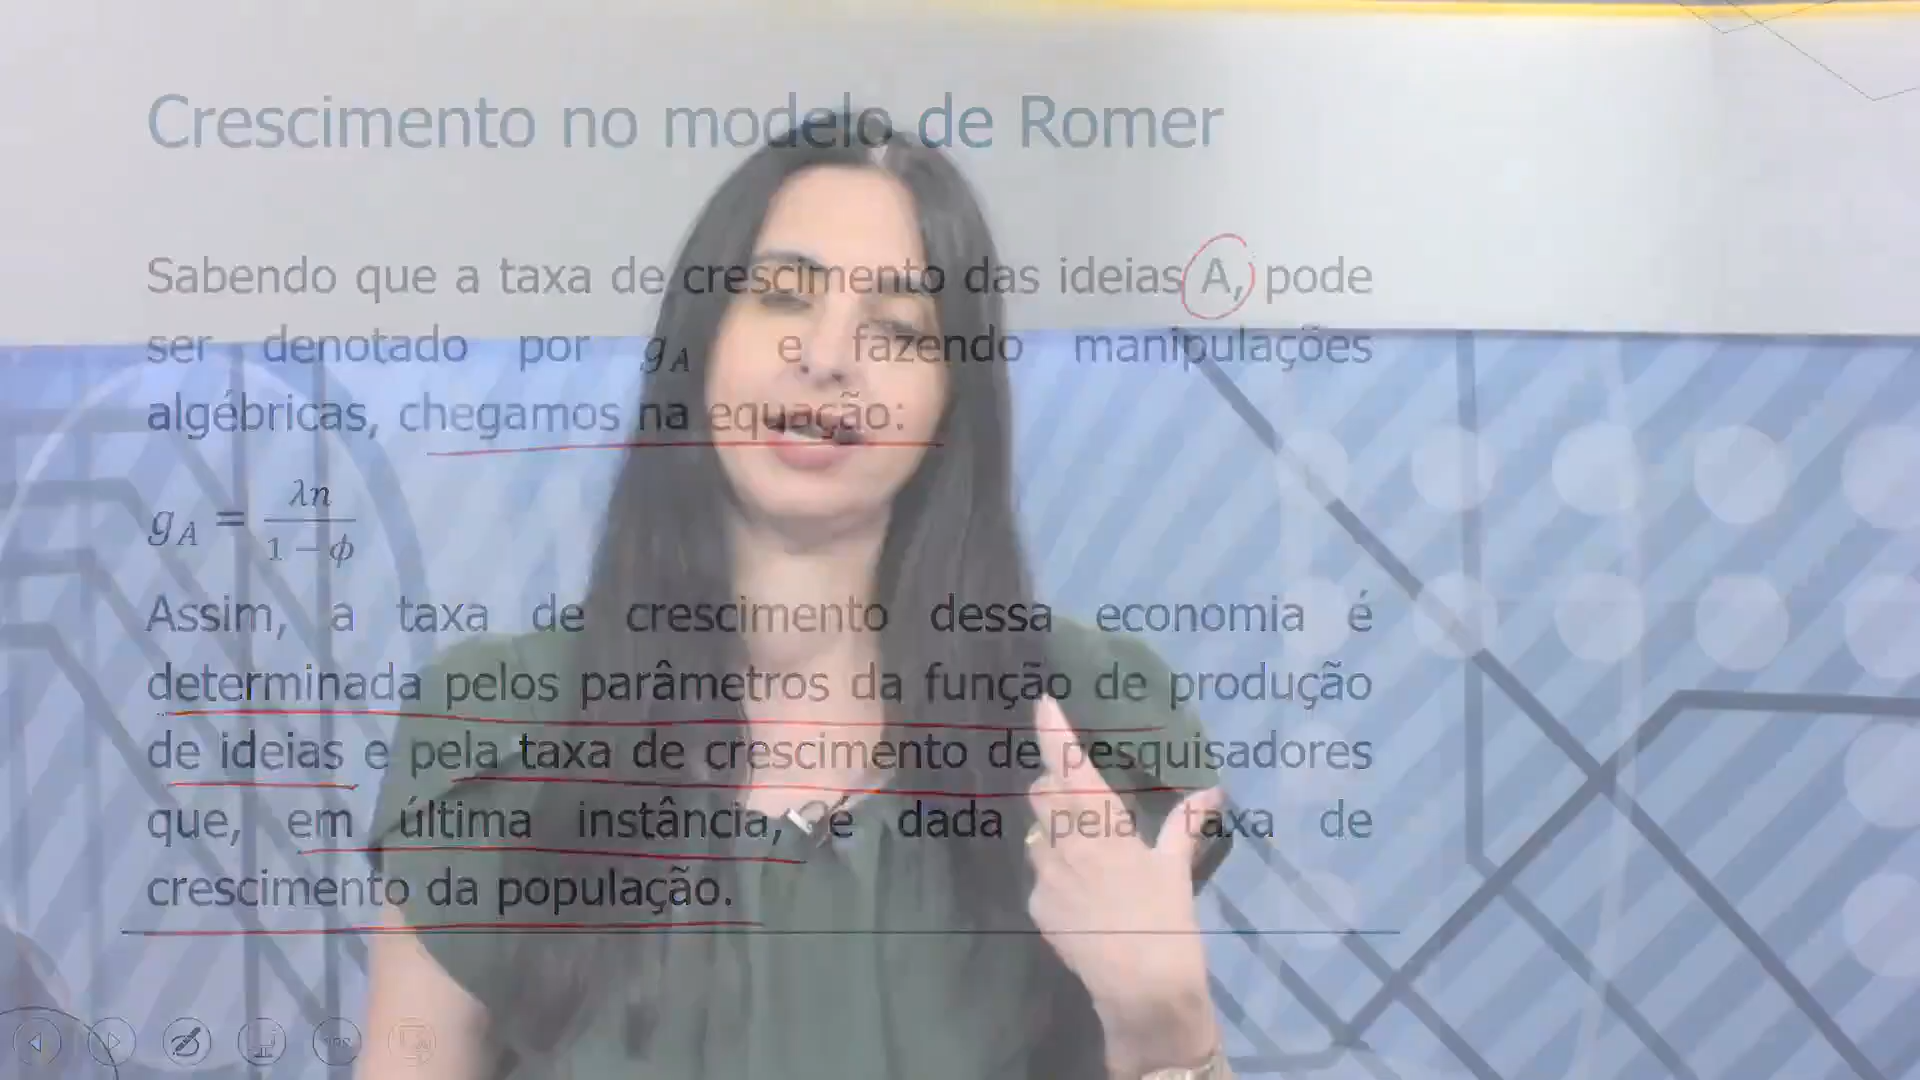 Crescimento no modelo de Romer
Sabendo que a taxa de crescimento das ideias A, pode
ser denotado por g_A e fazendo manipulações
algébricas, chegamos na equação:
g_A = λn / (1 − ϕ)
Assim, a taxa de crescimento dessa economia é
determinada pelos parâmetros da função de produção
de ideias e pela taxa de crescimento de pesquisadores
que, em última instância, é dada pela taxa de
crescimento da população.